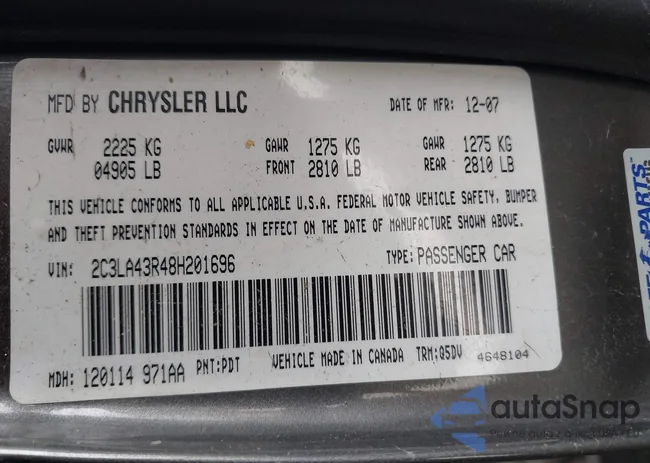 MFD BY CHRYSLER LLC DATE OF MFR: 12-07
GVWR 2225 KG GAWR 1275 KG GAWR 1275 KG
04905 LB FRONT 2810 LB REAR 2810 LB
THIS VEHICLE CONFORMS TO ALL APPLICABLE U.S.A. FEDERAL MOTOR VEHICLE SAFETY, BUMPER
AND THEFT PREVENTION STANDARDS IN EFFECT ON THE DATE OF MANUFACTURE SHOWN ABOVE.
VIN: 2C3LA43R48H201696 TYPE: PASSENGER CAR
MDH: 120114 971AA PNT:PDT VEHICLE MADE IN CANADA TRM:Q5DV 4648104
PARTS
autaSnap